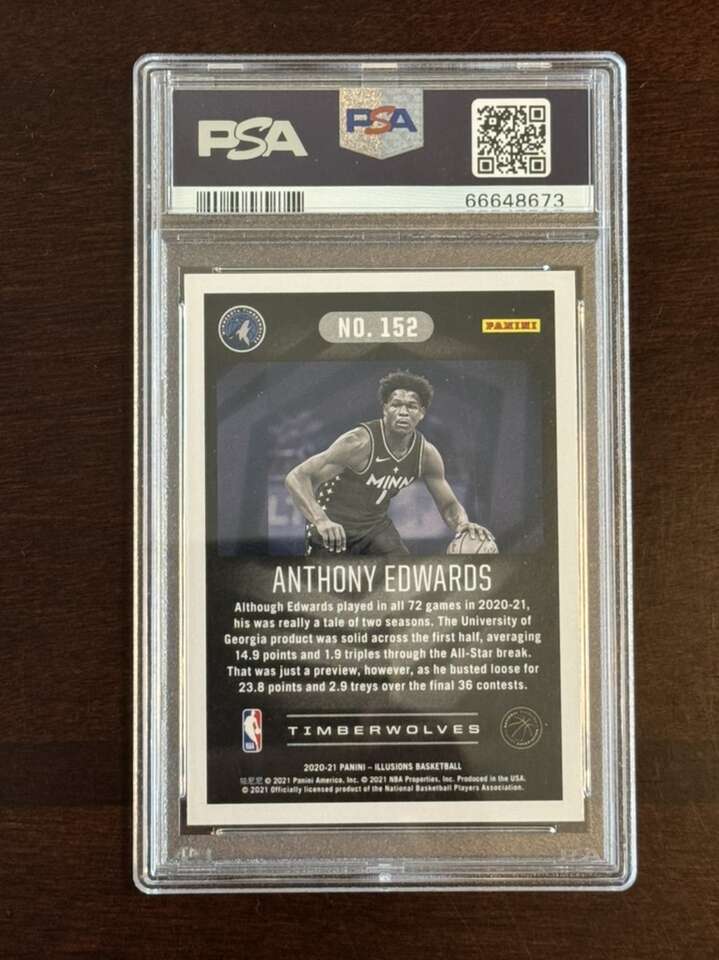 PSA
PSA
66648673
NO. 152
PANINI
MINN
1
ANTHONY EDWARDS
Although Edwards played in all 72 games in 2020-21,
his was really a tale of two seasons. The University of
Georgia product was solid across the first half, averaging
14.9 points and 1.9 triples through the All-Star break.
That was just a preview, however, as he busted loose for
23.8 points and 2.9 treys over the final 36 contests.
TIMBERWOLVES
2020-21 PANINI – ILLUSIONS BASKETBALL
© 2021 Panini America, Inc. © 2021 NBA Properties, Inc. Produced in the USA.
© 2021 Officially licensed product of the National Basketball Players Association.